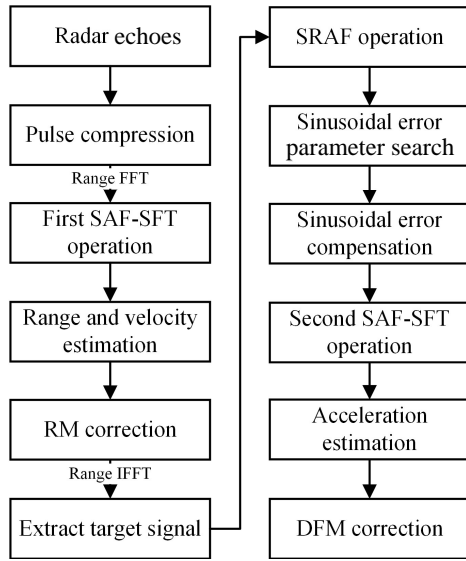 Radar echoes
Pulse compression
Range FFT
First SAF-SFT
operation
Range and velocity
estimation
RM correction
Range IFFT
Extract target signal
SRAF operation
Sinusoidal error
parameter search
Sinusoidal error
compensation
Second SAF-SFT
operation
Acceleration
estimation
DFM correction